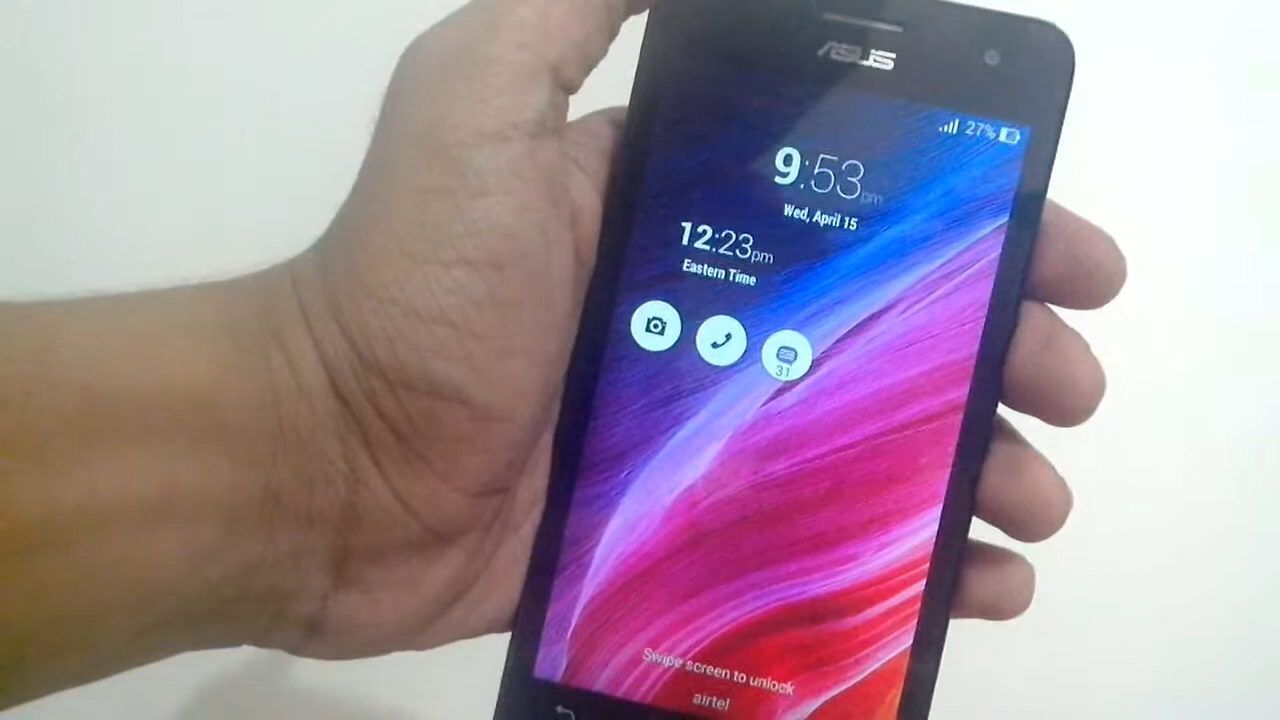 ASUS
27%
9:53pm
Wed, April 15
12:23pm
Eastern Time
31
Swipe screen to unlock
airtel